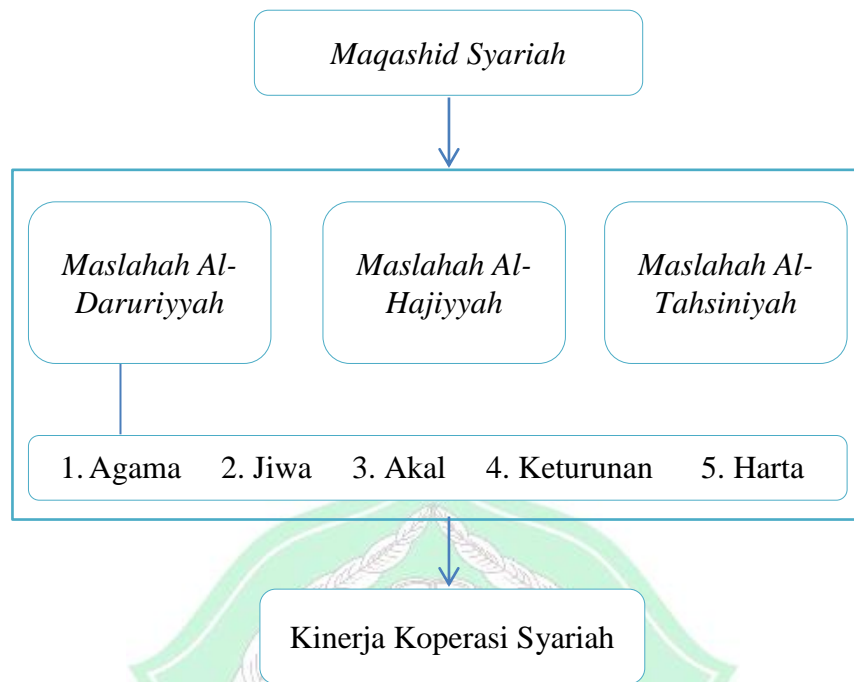 Maqashid Syariah
Maslahah Al-
Daruriyyah
Maslahah Al-
Hajiyyah
Maslahah Al-
Tahsiniyah
1. Agama 2. Jiwa 3. Akal 4. Keturunan 5. Harta
Kinerja Koperasi Syariah